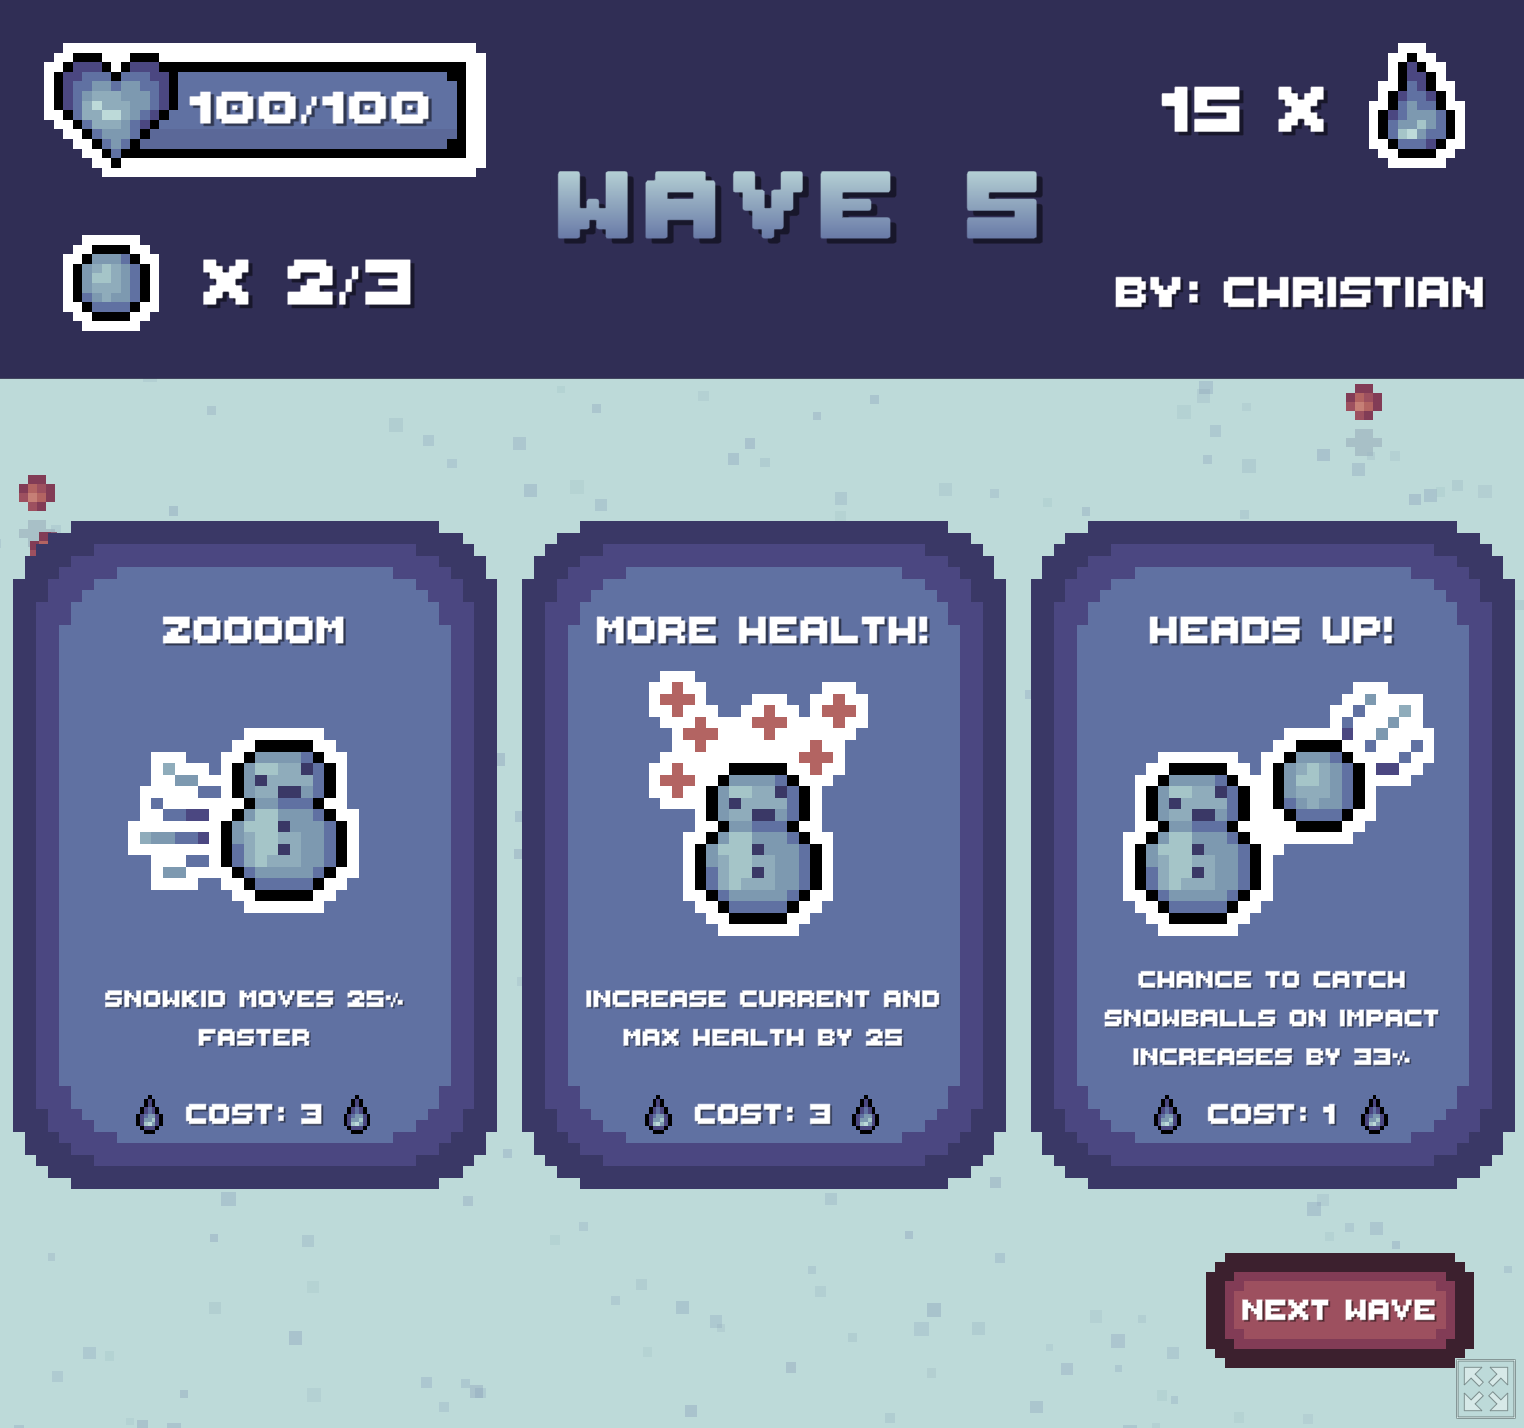 100/100
15 X
WAVE 5
X 2/3
BY: CHRISTIAN
ZOOOOM
SNOWKID MOVES 25%
FASTER
COST: 3
MORE HEALTH!
INCREASE CURRENT AND
MAX HEALTH BY 25
COST: 3
HEADS UP!
CHANCE TO CATCH
SNOWBALLS ON IMPACT
INCREASES BY 33%
COST: 1
NEXT WAVE